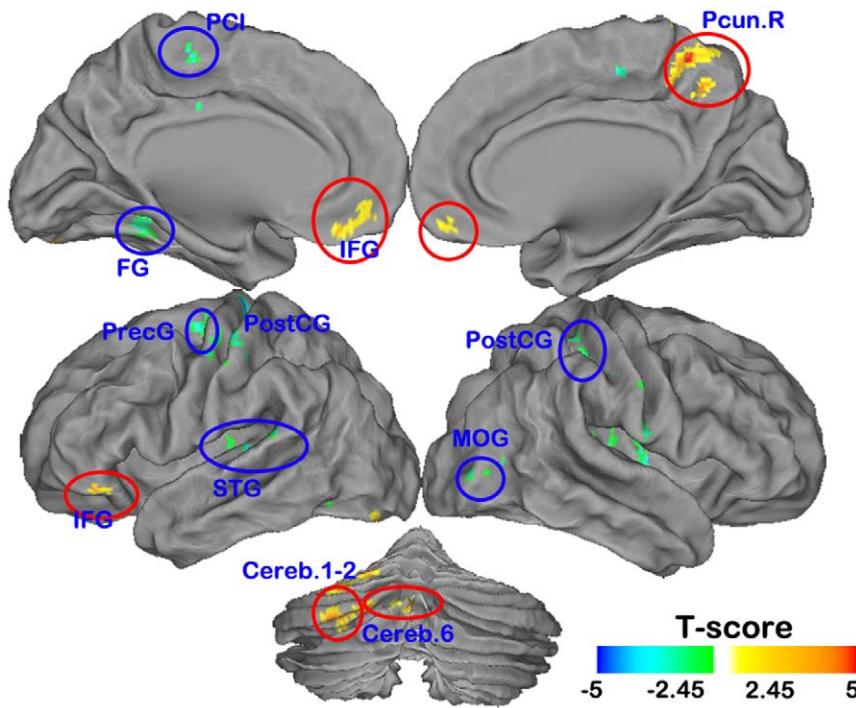 PCI
Pcun.R
IFG
FG
PrecG
PostCG
PostCG
MOG
STG
IFG
Cereb.1-2
Cereb.6
T-score
-5 -2.45 2.45 5